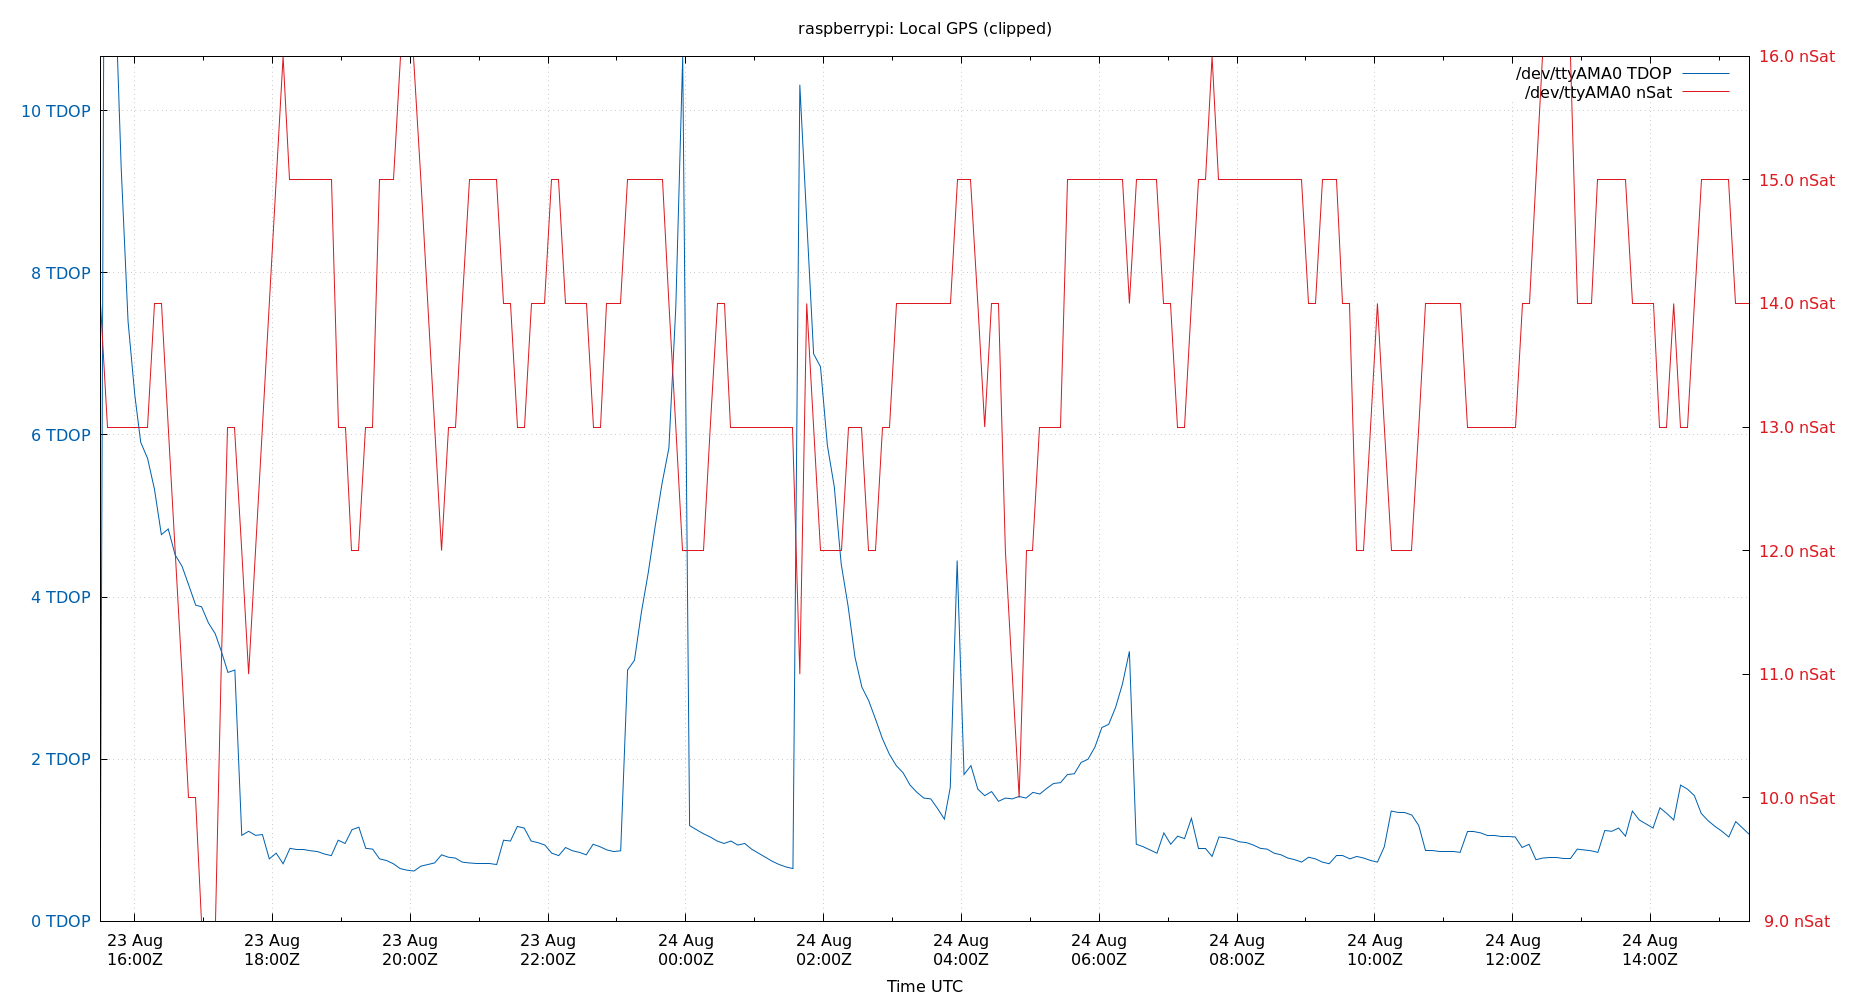 raspberrypi: Local GPS (clipped)
/dev/ttyAMA0 TDOP
/dev/ttyAMA0 nSat
10 TDOP
8 TDOP
6 TDOP
4 TDOP
2 TDOP
0 TDOP
16.0 nSat
15.0 nSat
14.0 nSat
13.0 nSat
12.0 nSat
11.0 nSat
10.0 nSat
9.0 nSat
23 Aug
16:00Z
23 Aug
18:00Z
23 Aug
20:00Z
23 Aug
22:00Z
24 Aug
00:00Z
24 Aug
02:00Z
24 Aug
04:00Z
24 Aug
06:00Z
24 Aug
08:00Z
24 Aug
10:00Z
24 Aug
12:00Z
24 Aug
14:00Z
Time UTC